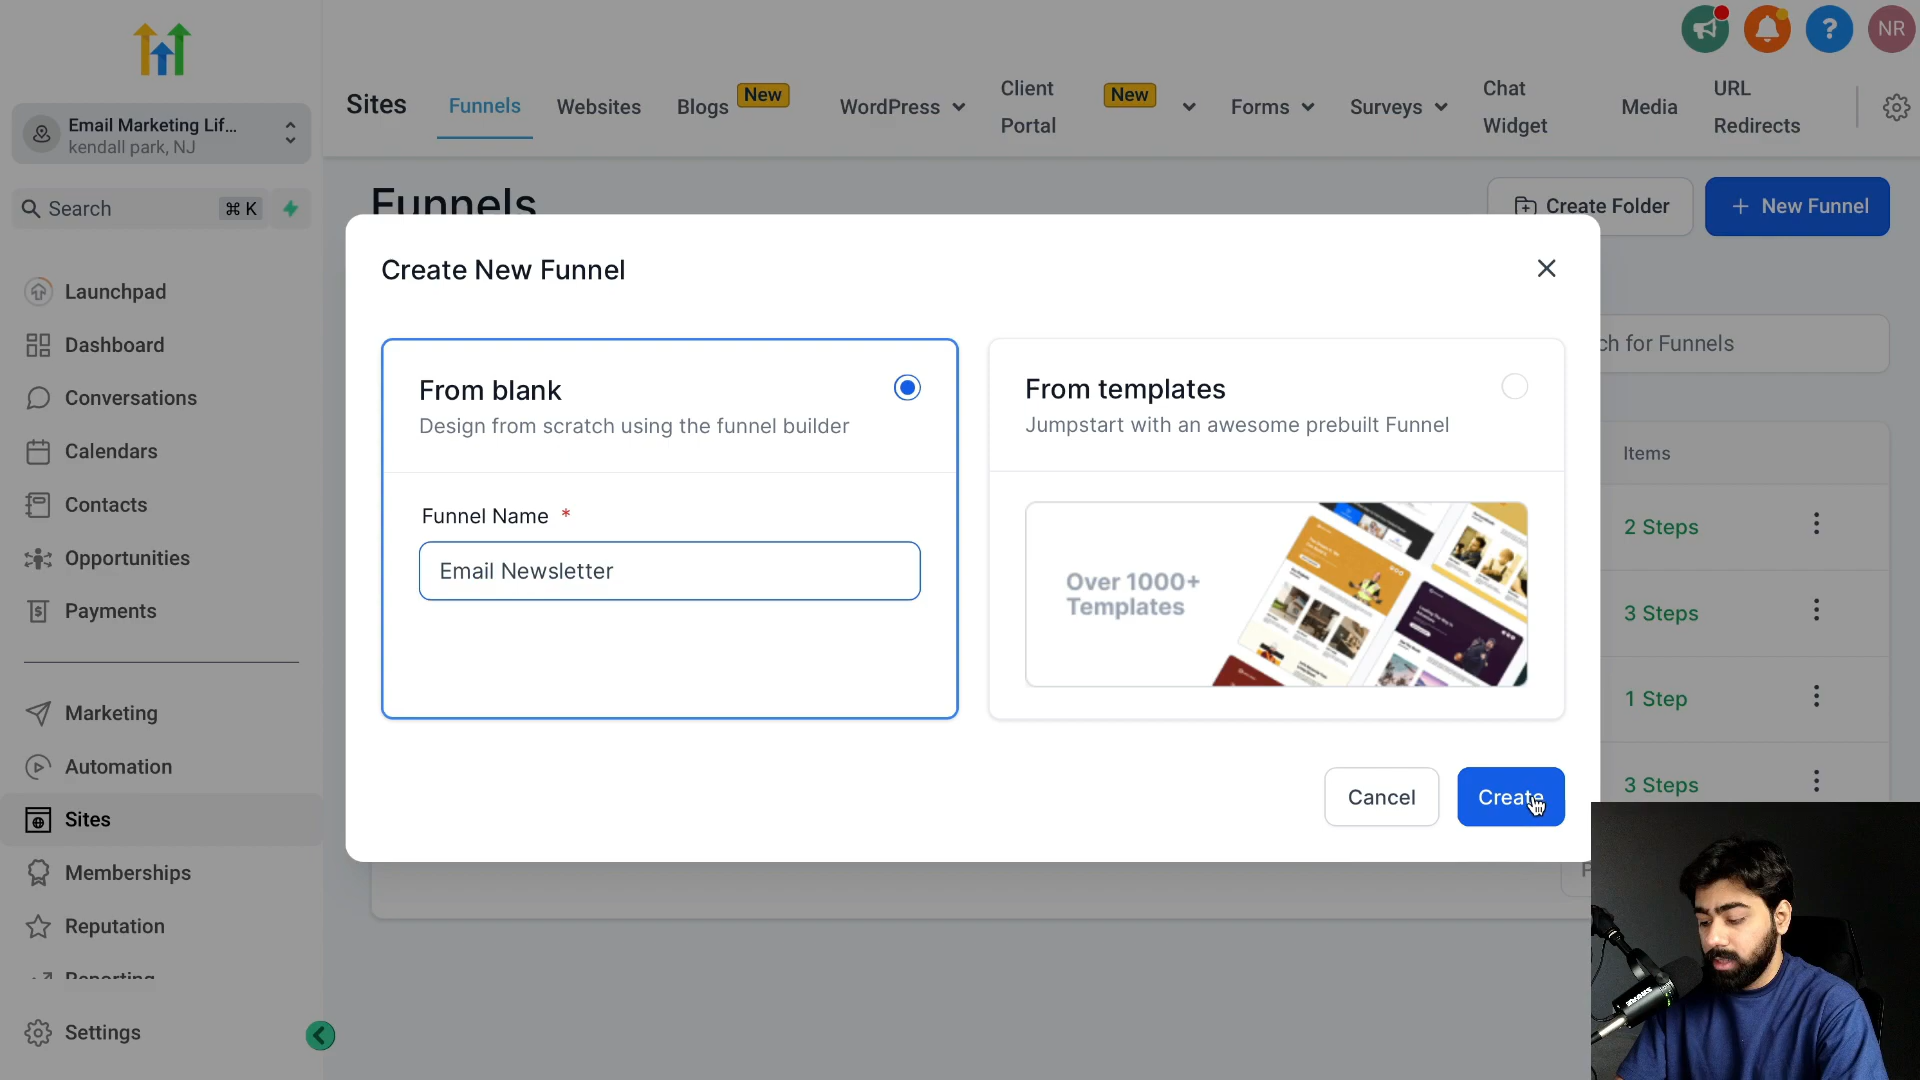 NR
Sites
Funnels
Websites
Blogs
New
WordPress
Client
Portal
New
Forms
Surveys
Chat
Widget
Media
URL
Redirects
Email Marketing Lif...
kendall park, NJ
Search
⌘ K
Launchpad
Dashboard
Conversations
Calendars
Contacts
Opportunities
Payments
Marketing
Automation
Sites
Memberships
Reputation
Reporting
Settings
Funnels
Create Folder
+ New Funnel
ch for Funnels
Items
2 Steps
3 Steps
1 Step
3 Steps
Create New Funnel
From blank
Design from scratch using the funnel builder
Funnel Name *
Email Newsletter
From templates
Jumpstart with an awesome prebuilt Funnel
Over 1000+
Templates
Cancel
Create